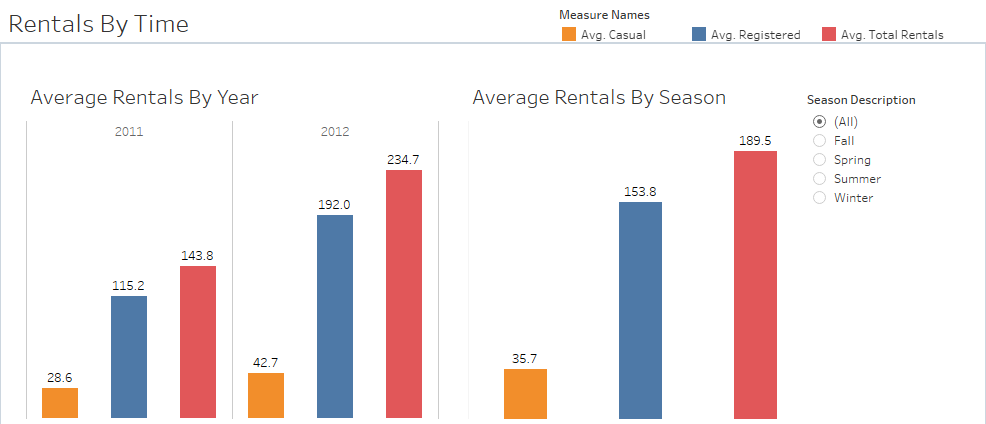 Rentals By Time
Measure Names
Avg. Casual
Avg. Registered
Avg. Total Rentals
Average Rentals By Year
2011
2012
28.6
115.2
143.8
42.7
192.0
234.7
Average Rentals By Season
35.7
153.8
189.5
Season Description
(All)
Fall
Spring
Summer
Winter